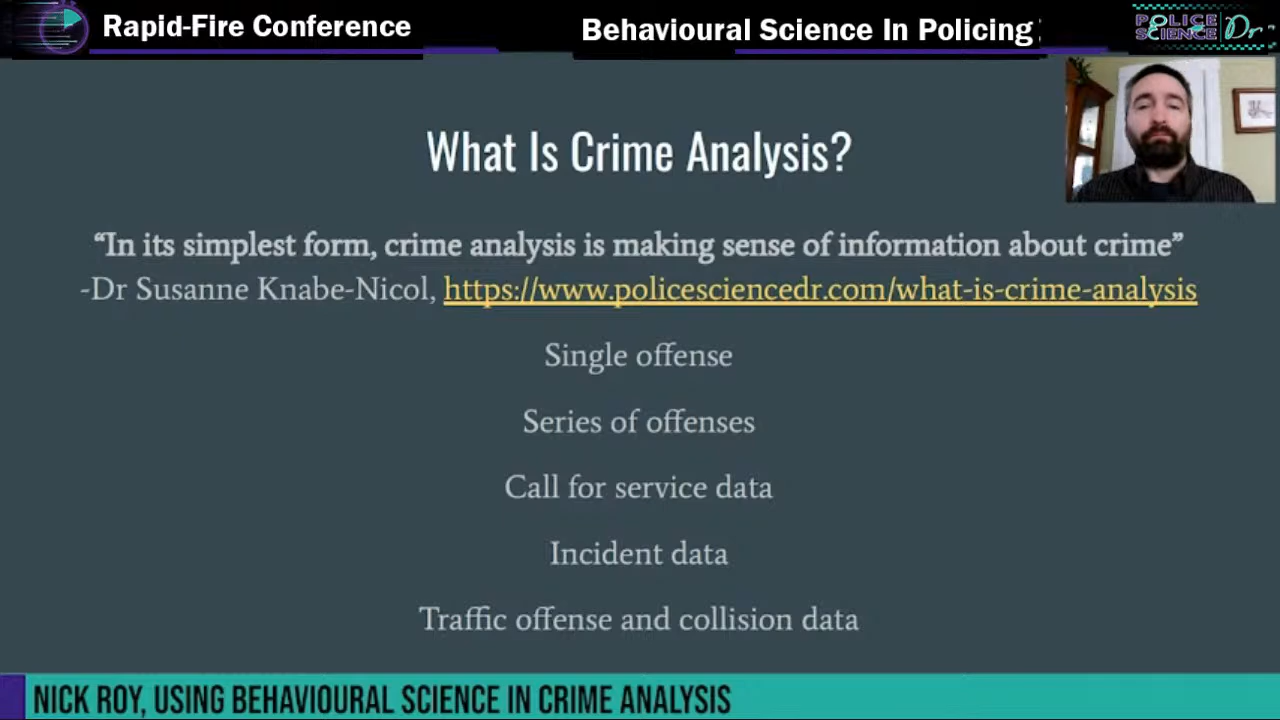 Rapid-Fire Conference
Behavioural Science In Policing
POLICE SCIENCE Dr
What Is Crime Analysis?
“In its simplest form, crime analysis is making sense of information about crime”
-Dr Susanne Knabe-Nicol, https://www.policesciencedr.com/what-is-crime-analysis
Single offense
Series of offenses
Call for service data
Incident data
Traffic offense and collision data
NICK ROY, USING BEHAVIOURAL SCIENCE IN CRIME ANALYSIS